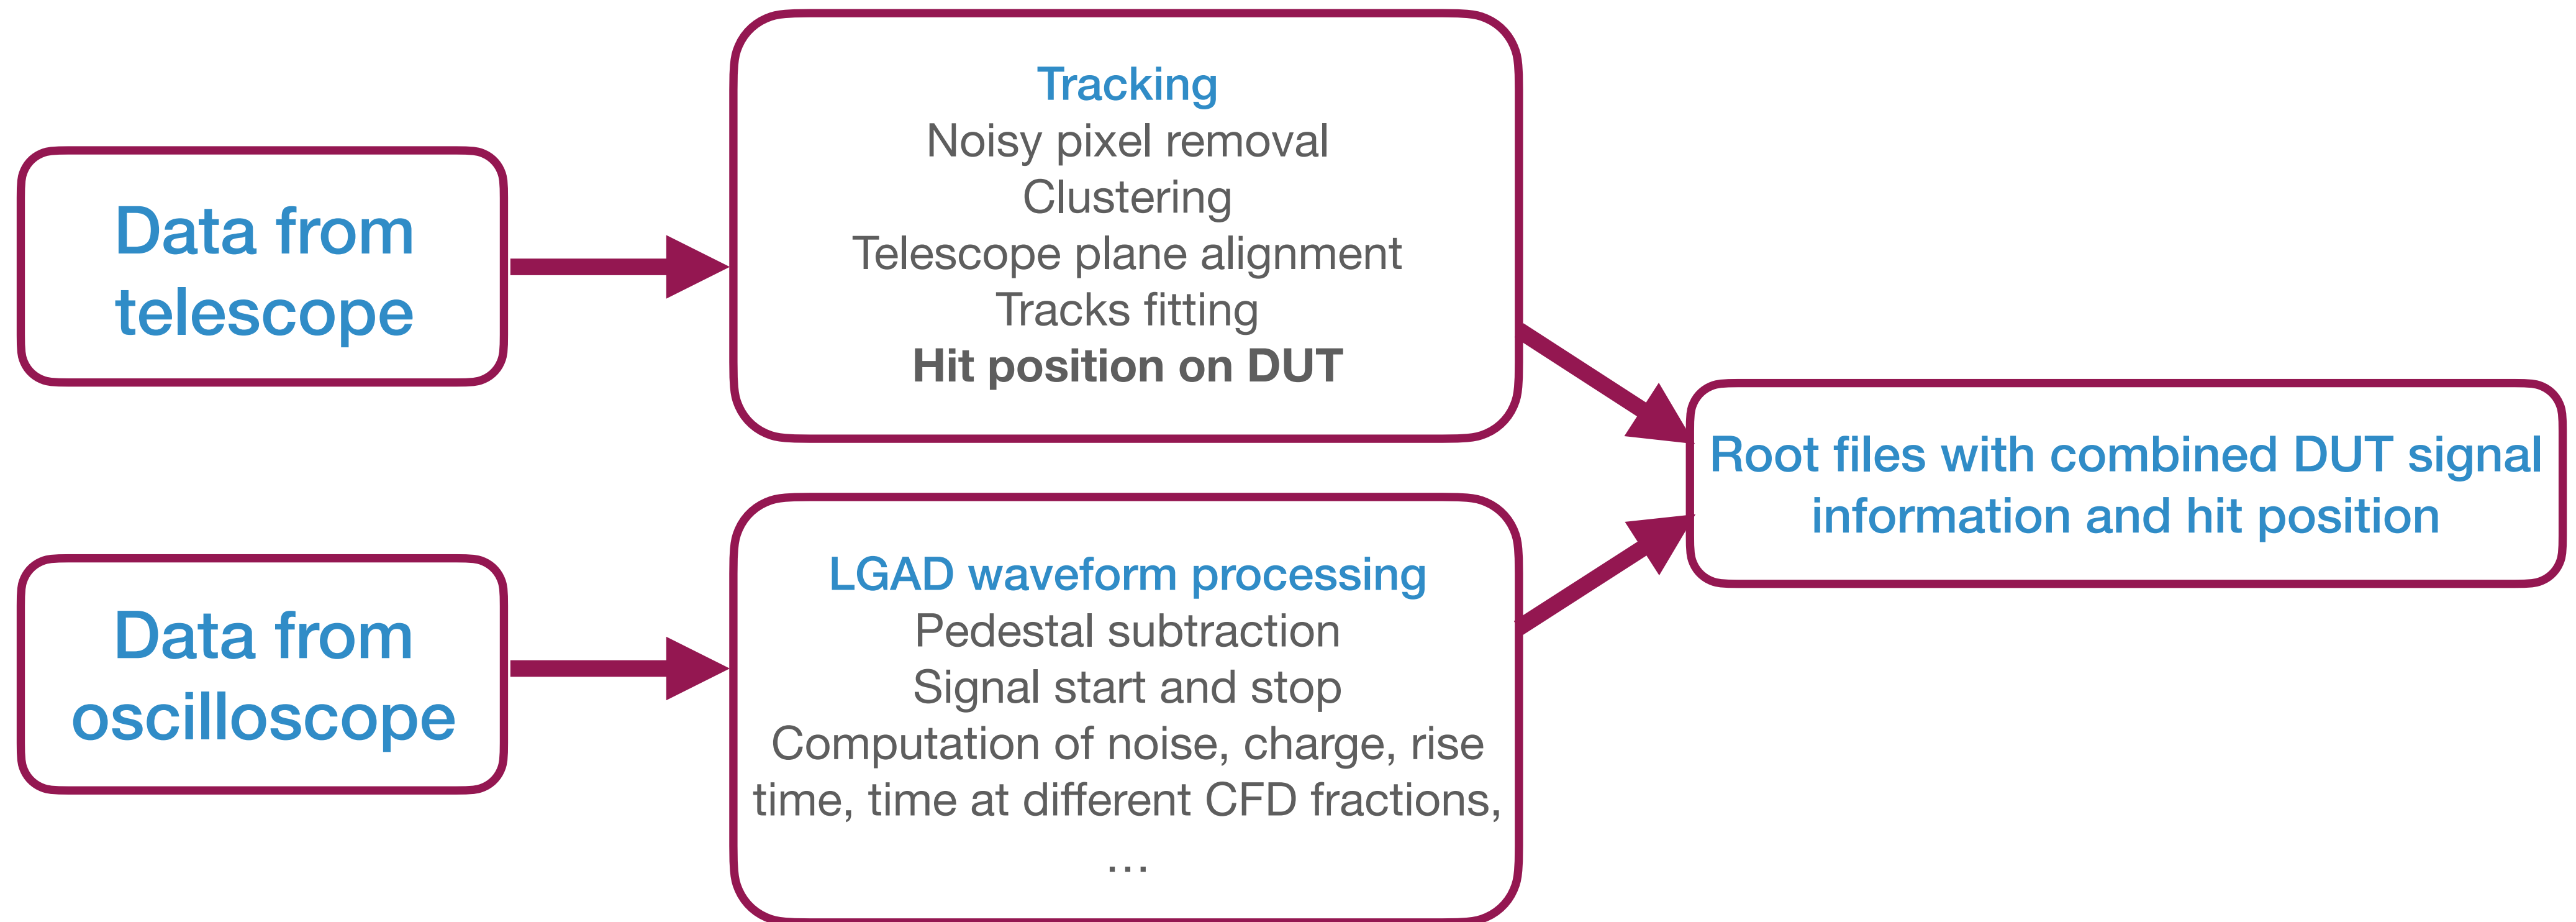 Data from
telescope
Tracking
Noisy pixel removal
Clustering
Telescope plane alignment
Tracks fitting
Hit position on DUT
Data from
oscilloscope
LGAD waveform processing
Pedestal subtraction
Signal start and stop
Computation of noise, charge, rise
time, time at different CFD fractions,
…
Root files with combined DUT signal
information and hit position